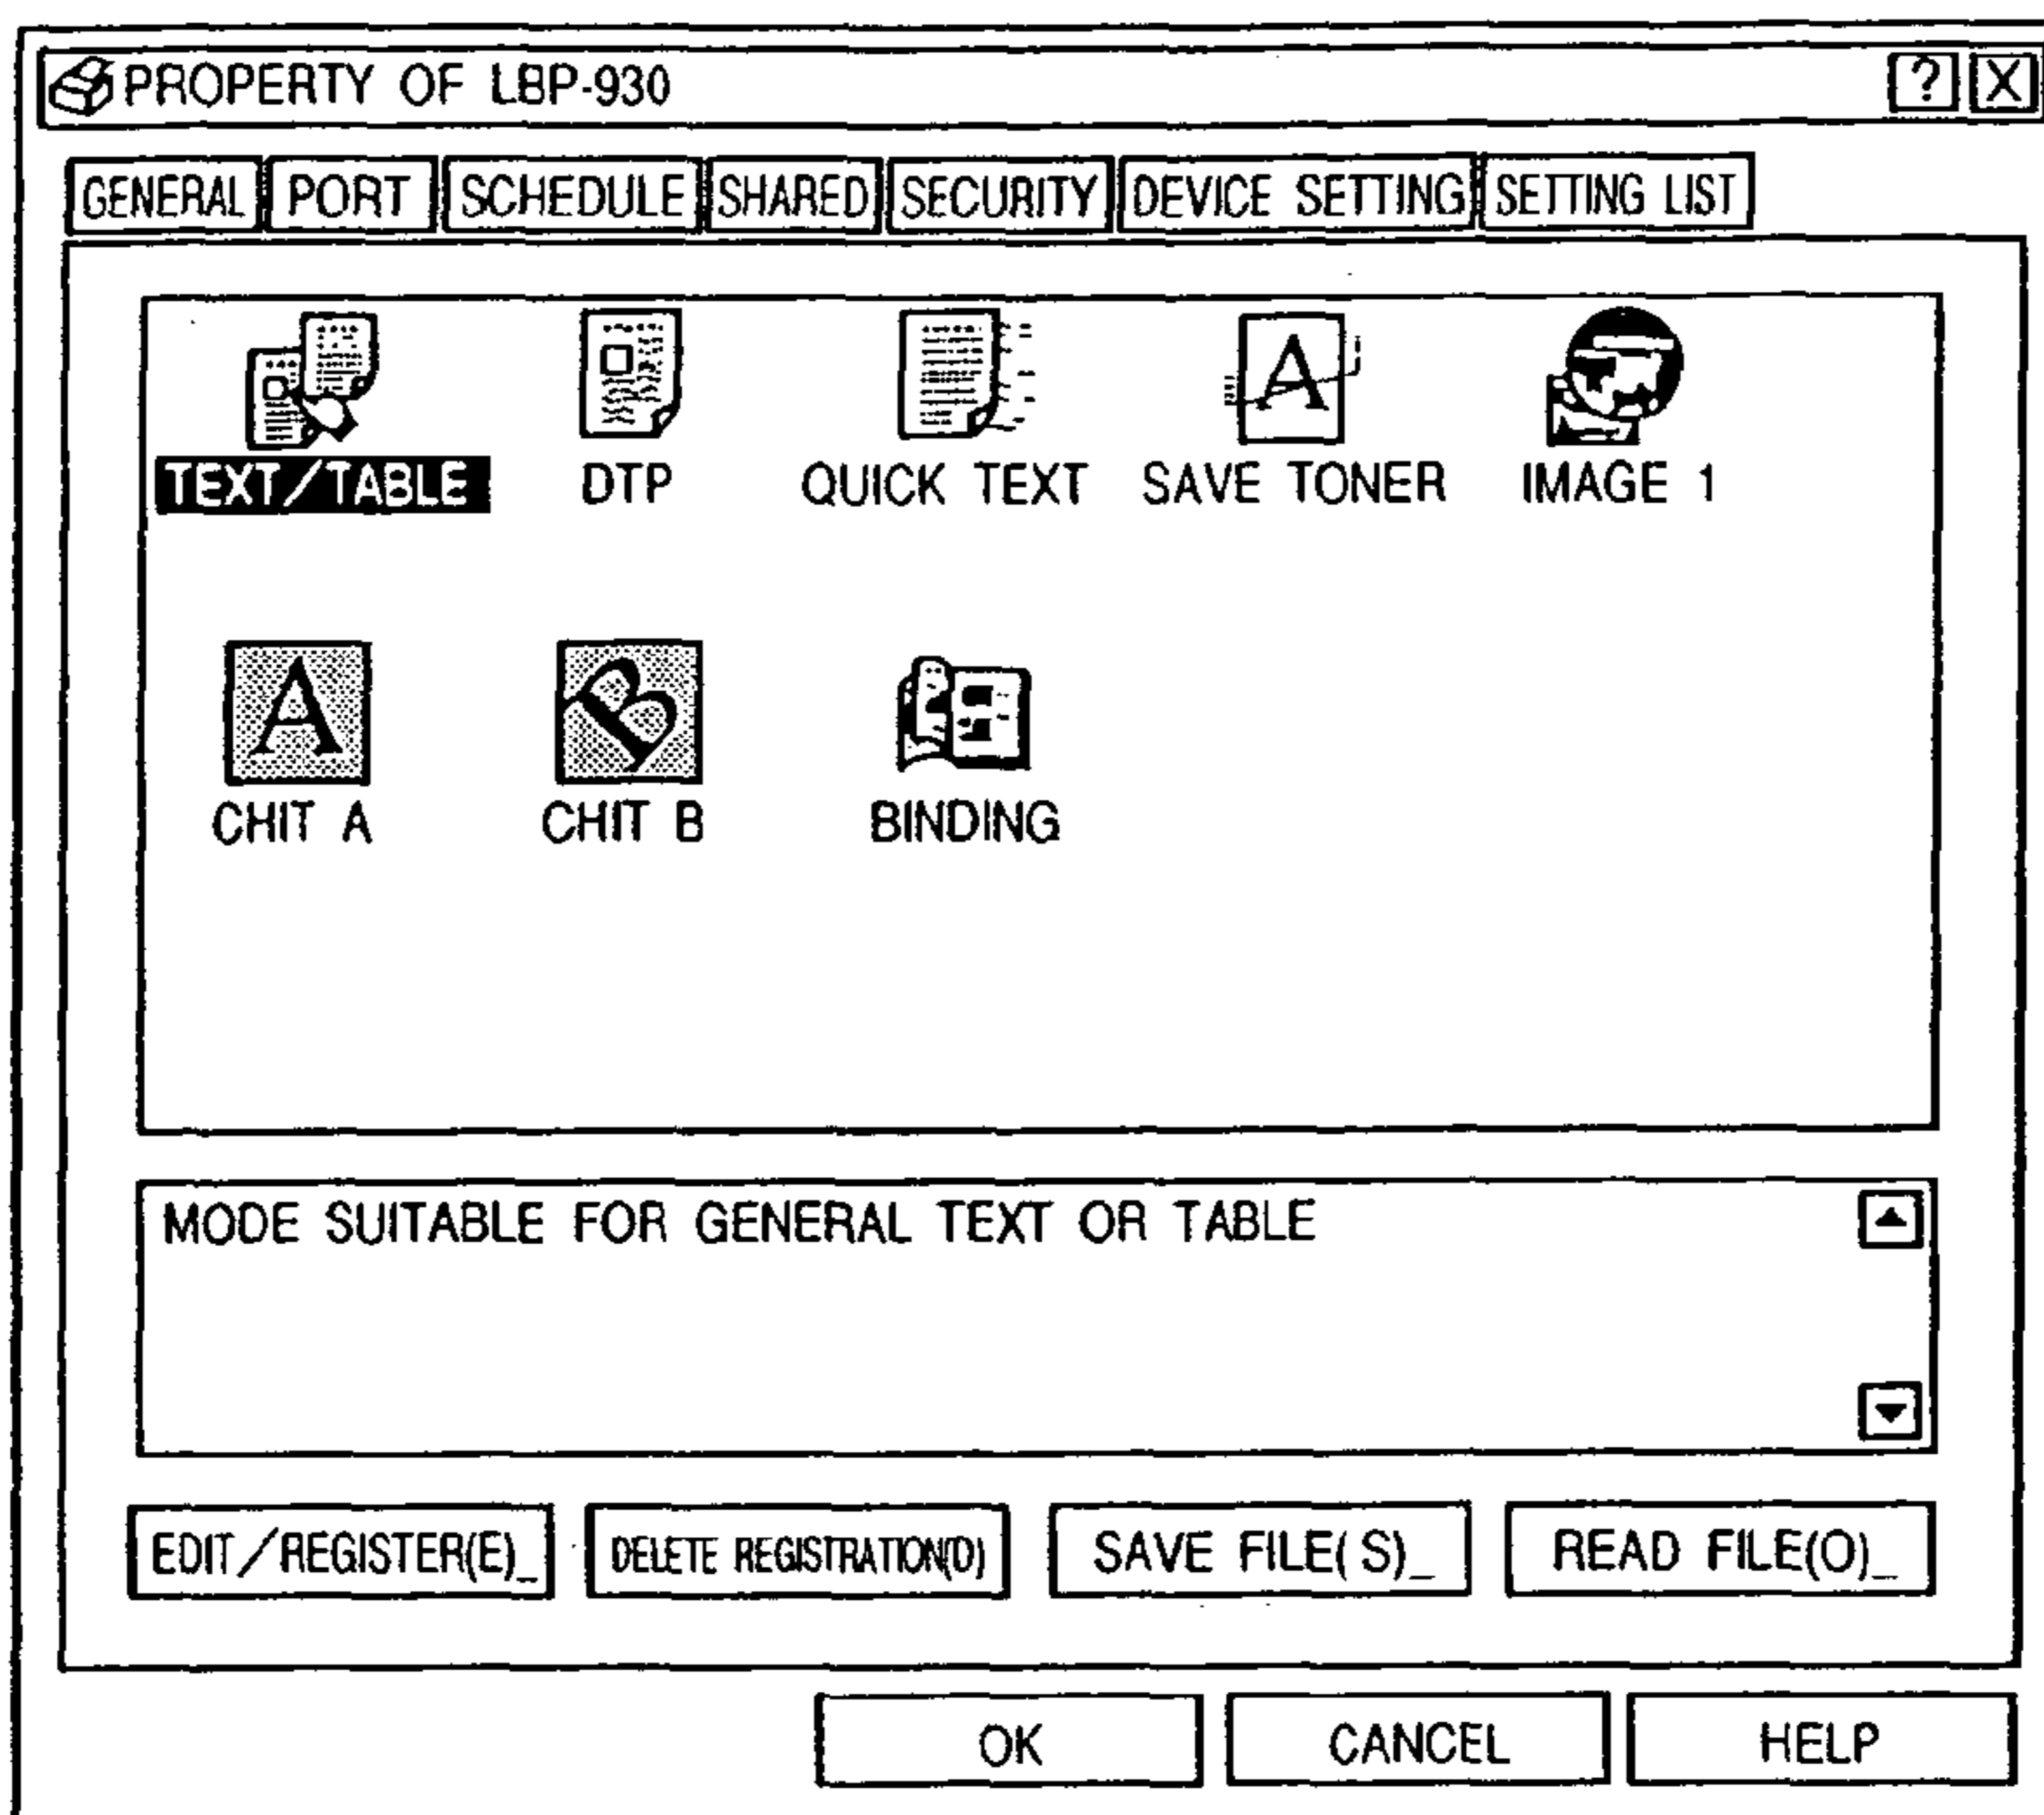 PROPERTY OF LBP-930 ? X
GENERAL PORT SCHEDULE SHARED SECURITY DEVICE SETTING SETTING LIST
A
TEXT/TABLE DTP QUICK TEXT SAVE TONER IMAGE 1
A B
CHIT A CHIT B BINDING
MODE SUITABLE FOR GENERAL TEXT OR TABLE
EDIT/REGISTER(E)_ DELETE REGISTRATION(D) SAVE FILE( S)_ READ FILE(O)_
OK CANCEL HELP